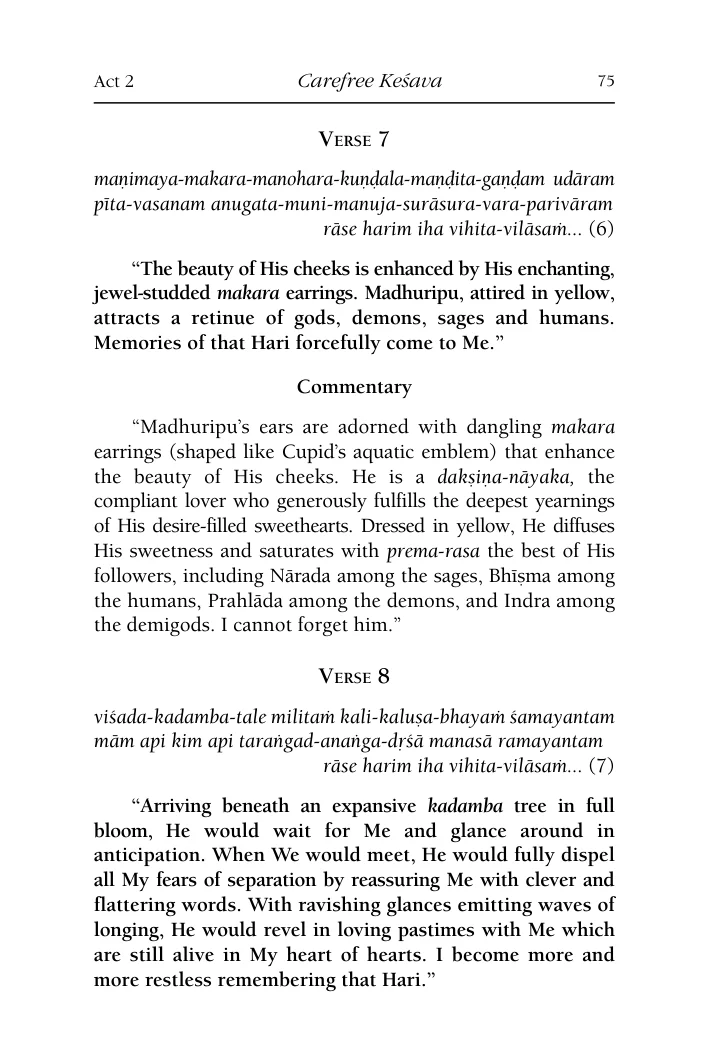 Act 2 Carefree Keśava 75
Verse 7
maṇimaya-makara-manohara-kuṇḍala-maṇḍita-gaṇḍam udāram
pīta-vasanam anugata-muni-manuja-surāsura-vara-parivāram
rāse harim iha vihita-vilāsaṁ... (6)
“The beauty of His cheeks is enhanced by His enchanting,
jewel-studded makara earrings. Madhuripu, attired in yellow,
attracts a retinue of gods, demons, sages and humans.
Memories of that Hari forcefully come to Me.”
Commentary
“Madhuripu’s ears are adorned with dangling makara
earrings (shaped like Cupid’s aquatic emblem) that enhance
the beauty of His cheeks. He is a dakṣiṇa-nāyaka, the
compliant lover who generously fulfills the deepest yearnings
of His desire-filled sweethearts. Dressed in yellow, He diffuses
His sweetness and saturates with prema-rasa the best of His
followers, including Nārada among the sages, Bhīṣma among
the humans, Prahlāda among the demons, and Indra among
the demigods. I cannot forget him.”
Verse 8
viśada-kadamba-tale militaṁ kali-kaluṣa-bhayaṁ śamayantam
mām api kim api taraṅgad-anaṅga-dṛśā manasā ramayantam
rāse harim iha vihita-vilāsaṁ... (7)
“Arriving beneath an expansive kadamba tree in full
bloom, He would wait for Me and glance around in
anticipation. When We would meet, He would fully dispel
all My fears of separation by reassuring Me with clever and
flattering words. With ravishing glances emitting waves of
longing, He would revel in loving pastimes with Me which
are still alive in My heart of hearts. I become more and
more restless remembering that Hari.”